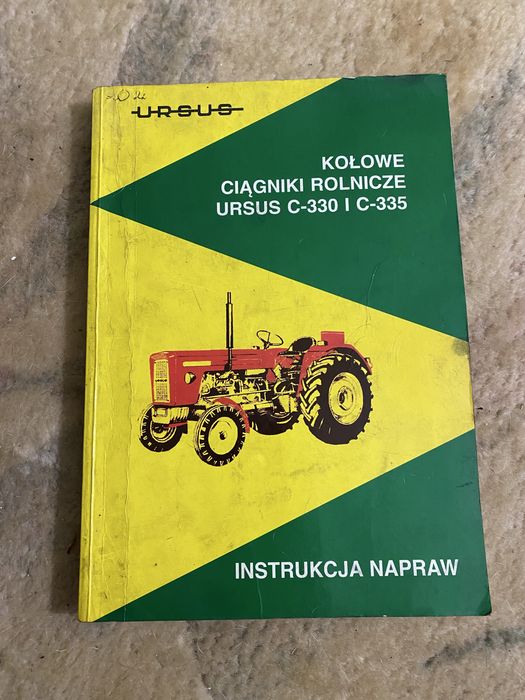 URSUS
KOŁOWE
CIĄGNIKI ROLNICZE
URSUS C-330 I C-335
INSTRUKCJA NAPRAW